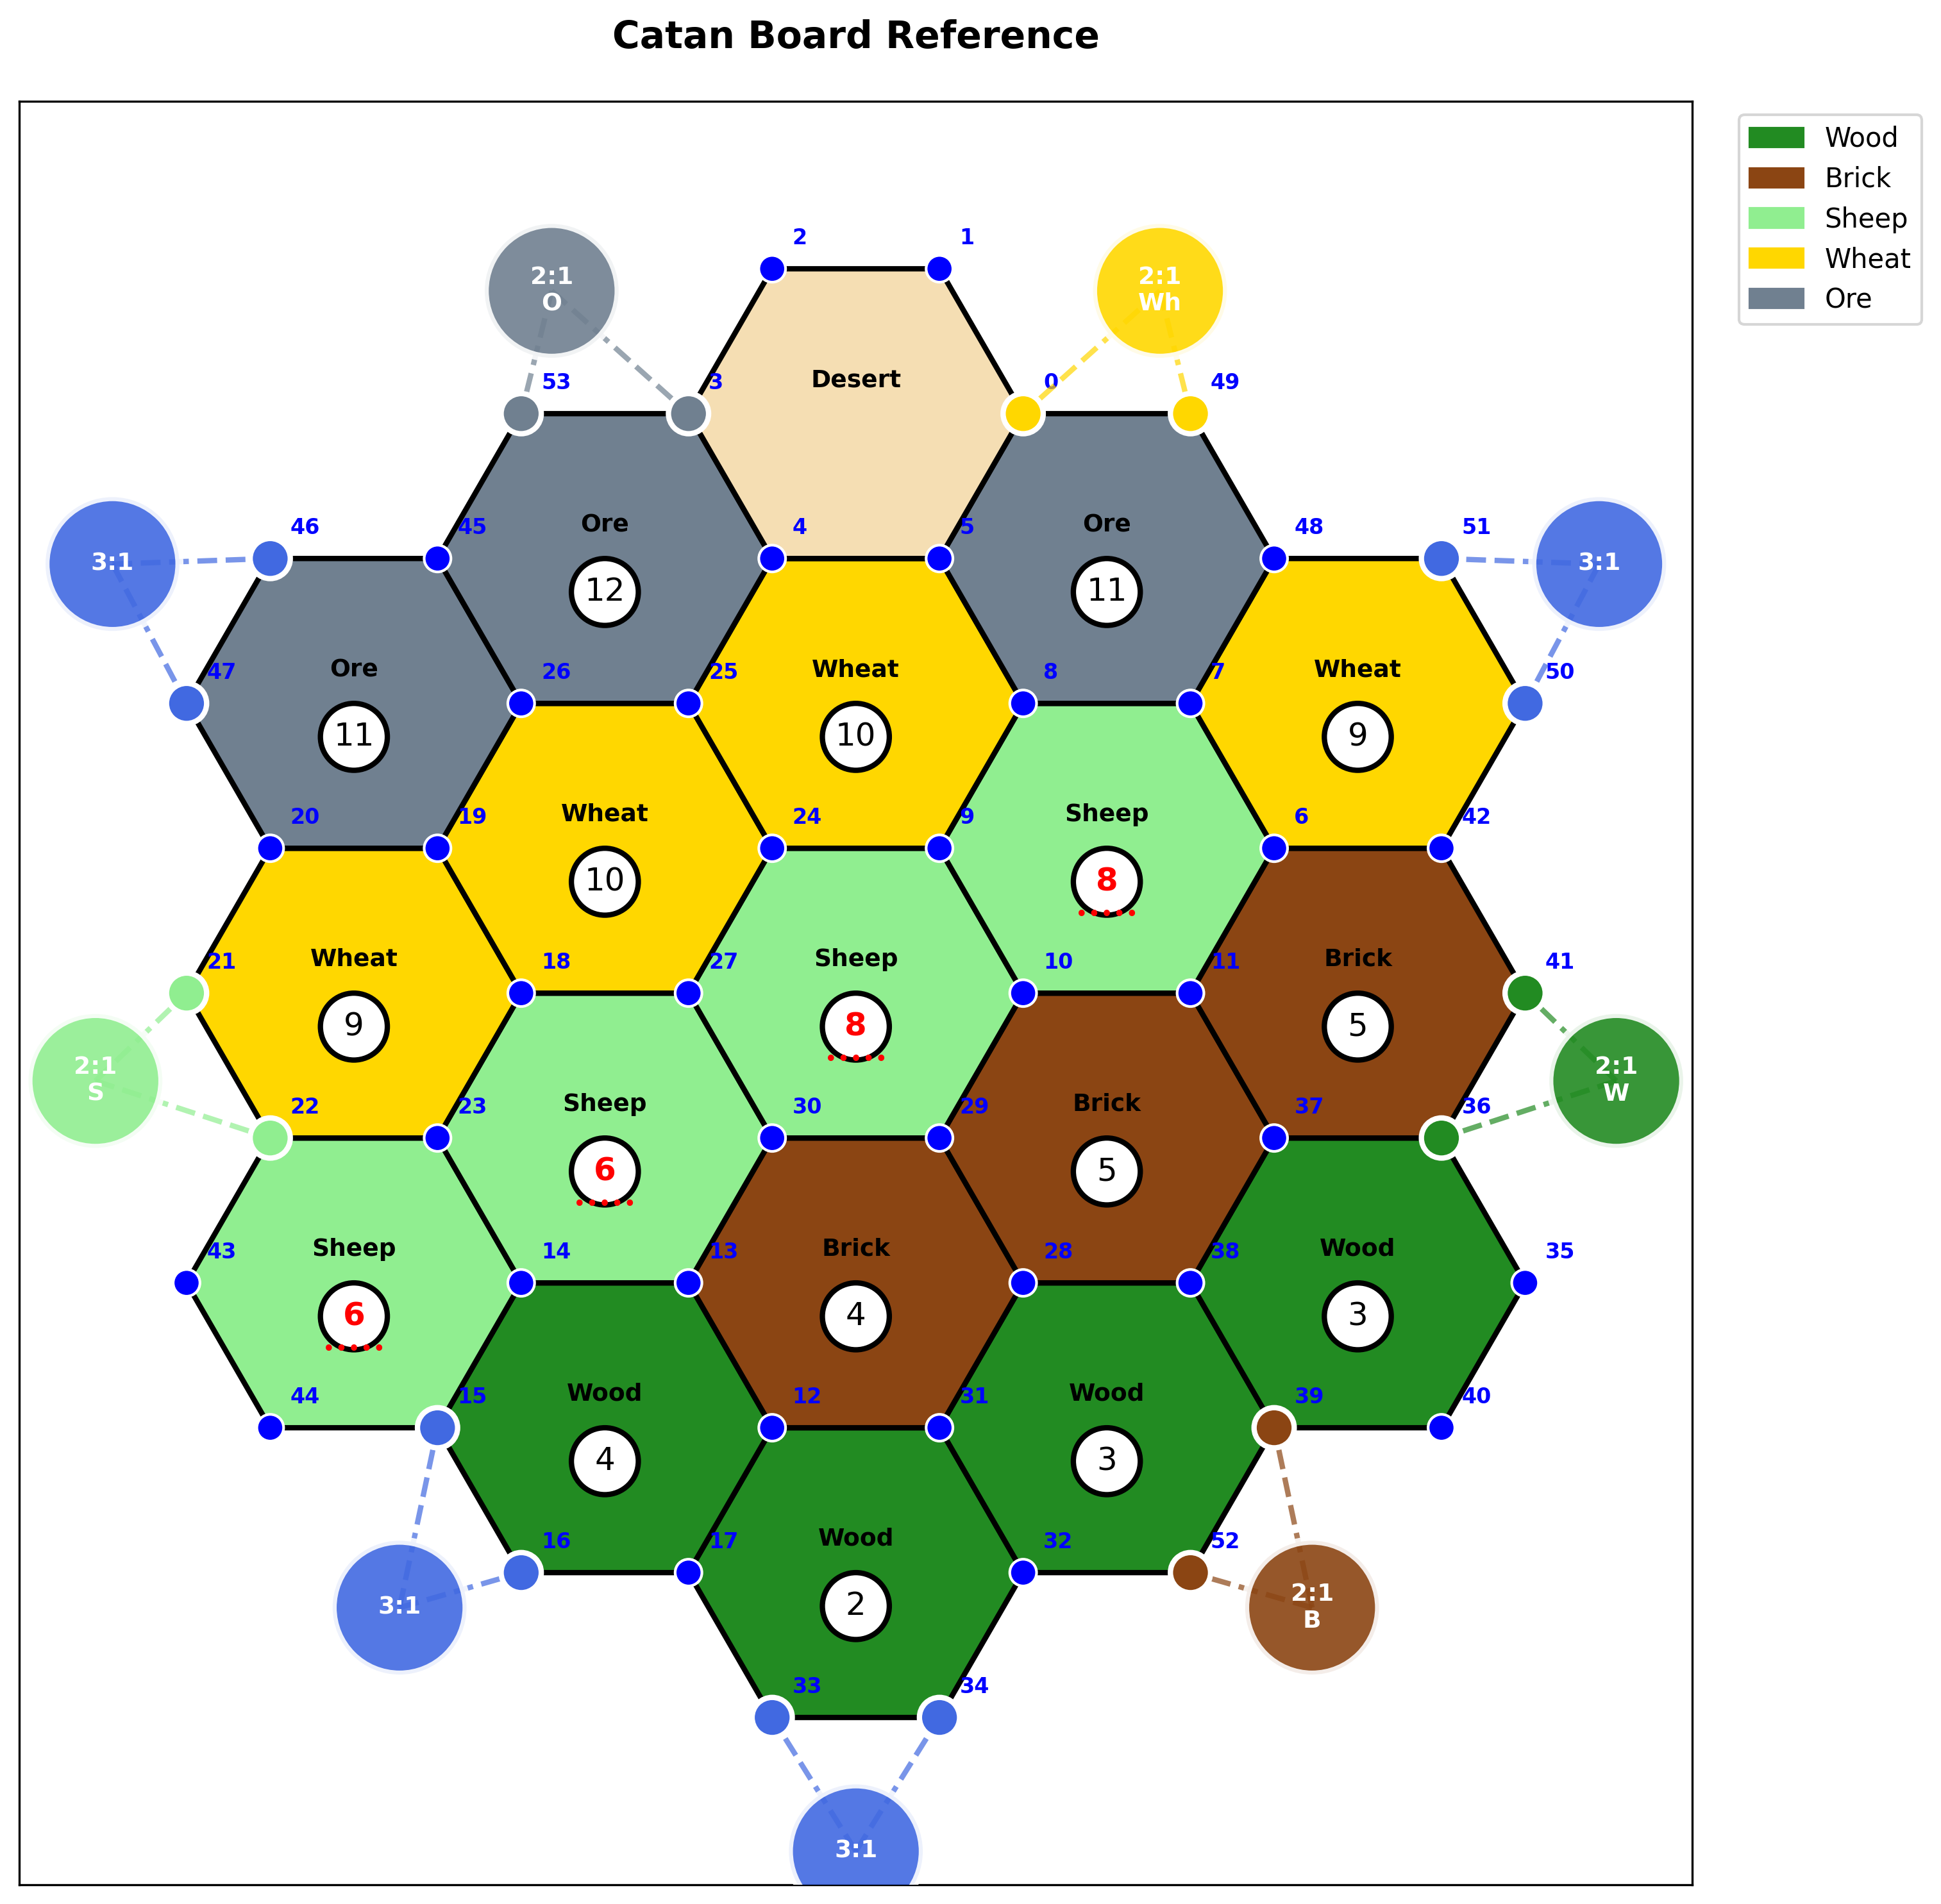 Catan Board Reference
Wood
Brick
Sheep
Wheat
Ore
2 1
2:1
O
2:1
Wh
53 3 Desert 0 49
46 45 Ore 4 5 Ore 48 51
3:1 3:1
12 11
47 Ore 26 25 Wheat 8 7 Wheat 50
11 10 9
20 19 Wheat 24 9 Sheep 6 42
10 8
21 Wheat 18 27 Sheep 10 11 Brick 41
9 8 5
2:1
S
2:1
W
22 23 Sheep 30 29 Brick 37 36
6 5
43 Sheep 14 13 Brick 28 38 Wood 35
6 4 3
44 15 Wood 12 31 Wood 39 40
4 3
16 17 Wood 32 52
3:1 2
2:1
B
33 34
3:1